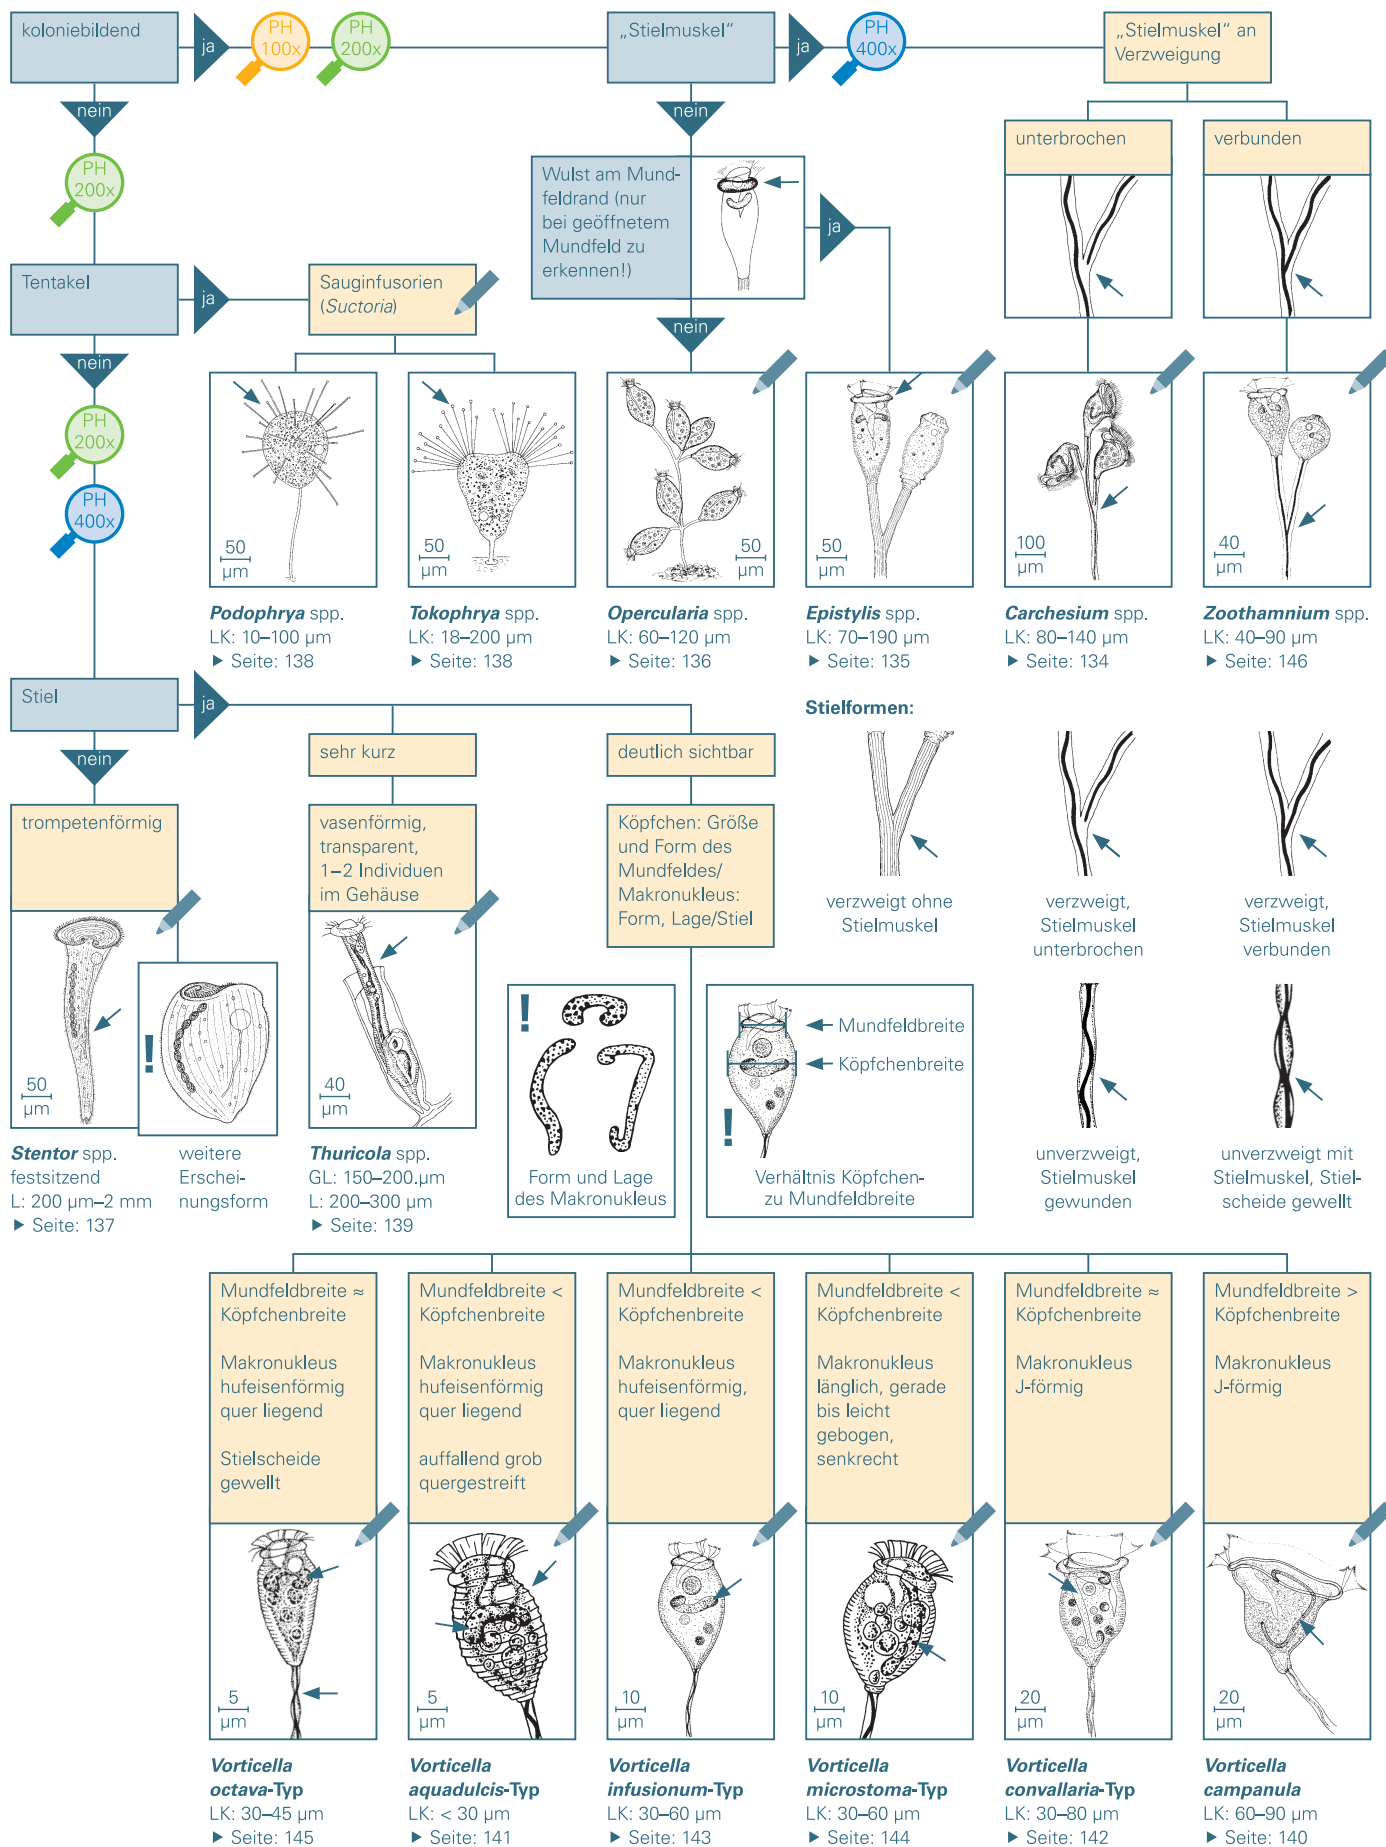 koloniebildend
ja
PH
100x
PH
200x
„Stielmuskel“
ja
PH
400x
„Stielmuskel“ an
Verzweigung
nein
nein
unterbrochen
verbunden
PH
200x
Wulst am Mund-
feldrand (nur
bei geöffnetem
Mundfeld zu
erkennen!)
ja
Tentakel
ja
Sauginfusorien
(Suctoria)
nein
nein
PH
200x
PH
400x
50
µm
50
µm
50
µm
50
µm
100
µm
40
µm
Podophrya spp.
LK: 10–100 µm
▶ Seite: 138
Tokophrya spp.
LK: 18–200 µm
▶ Seite: 138
Opercularia spp.
LK: 60–120 µm
▶ Seite: 136
Epistylis spp.
LK: 70–190 µm
▶ Seite: 135
Carchesium spp.
LK: 80–140 µm
▶ Seite: 134
Zoothamnium spp.
LK: 40–90 µm
▶ Seite: 146
Stiel
ja
nein
sehr kurz
deutlich sichtbar
Stielformen:
trompetenförmig
vasenförmig,
transparent,
1–2 Individuen
im Gehäuse
Köpfchen: Größe
und Form des
Mundfeldes/
Makronukleus:
Form, Lage/Stiel
verzweigt ohne
Stielmuskel
verzweigt,
Stielmuskel
unterbrochen
verzweigt,
Stielmuskel
verbunden
50
µm
!
40
µm
!
Form und Lage
des Makronukleus
Mundfeldbreite
Köpfchenbreite
!
Verhältnis Köpfchen-
zu Mundfeldbreite
unverzweigt,
Stielmuskel
gewunden
unverzweigt mit
Stielmuskel, Stiel-
scheide gewellt
Stentor spp.
festsitzend
L: 200 µm–2 mm
▶ Seite: 137
weitere
Erschei-
nungsform
Thuricola spp.
GL: 150–200.µm
L: 200–300 µm
▶ Seite: 139
Mundfeldbreite ≈
Köpfchenbreite
Makronukleus
hufeisenförmig
quer liegend
Stielscheide
gewellt
Mundfeldbreite <
Köpfchenbreite
Makronukleus
hufeisenförmig
quer liegend
auffallend grob
quergestreift
Mundfeldbreite <
Köpfchenbreite
Makronukleus
hufeisenförmig,
quer liegend
Mundfeldbreite <
Köpfchenbreite
Makronukleus
länglich, gerade
bis leicht
gebogen,
senkrecht
Mundfeldbreite ≈
Köpfchenbreite
Makronukleus
J-förmig
Mundfeldbreite >
Köpfchenbreite
Makronukleus
J-förmig
5
µm
5
µm
10
µm
10
µm
20
µm
20
µm
Vorticella
octava-Typ
LK: 30–45 µm
▶ Seite: 145
Vorticella
aquadulcis-Typ
LK: < 30 µm
▶ Seite: 141
Vorticella
infusionum-Typ
LK: 30–60 µm
▶ Seite: 143
Vorticella
microstoma-Typ
LK: 30–60 µm
▶ Seite: 144
Vorticella
convallaria-Typ
LK: 30–80 µm
▶ Seite: 142
Vorticella
campanula
LK: 60–90 µm
▶ Seite: 140